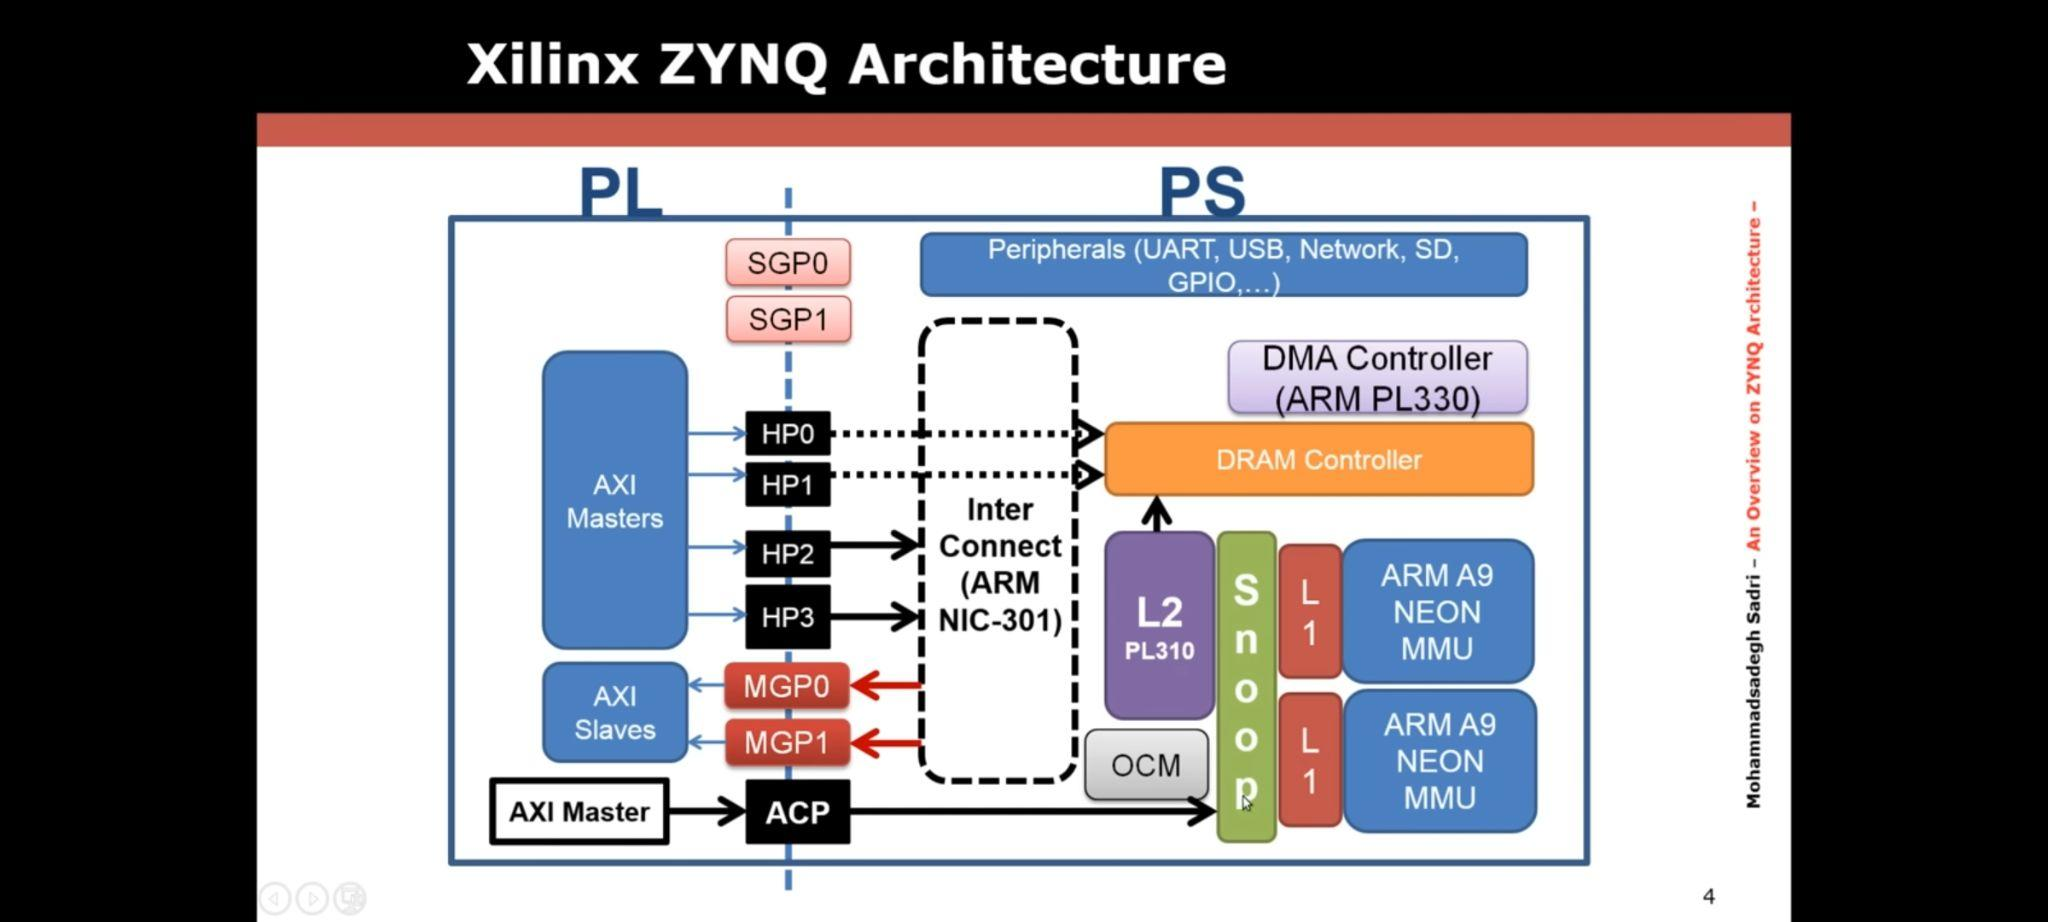 Xilinx ZYNQ Architecture
PL
PS
SGP0
SGP1
Peripherals (UART, USB, Network, SD,
GPIO,...)
DMA Controller
(ARM PL330)
DRAM Controller
AXI
Masters
HP0
HP1
HP2
HP3
Inter
Connect
(ARM
NIC-301)
L2
PL310
Snoop
L
1
ARM A9
NEON
MMU
L
1
ARM A9
NEON
MMU
AXI
Slaves
MGP0
MGP1
OCM
AXI Master
ACP
Mohammadsadegh Sadri – An Overview on ZYNQ Architecture –
4